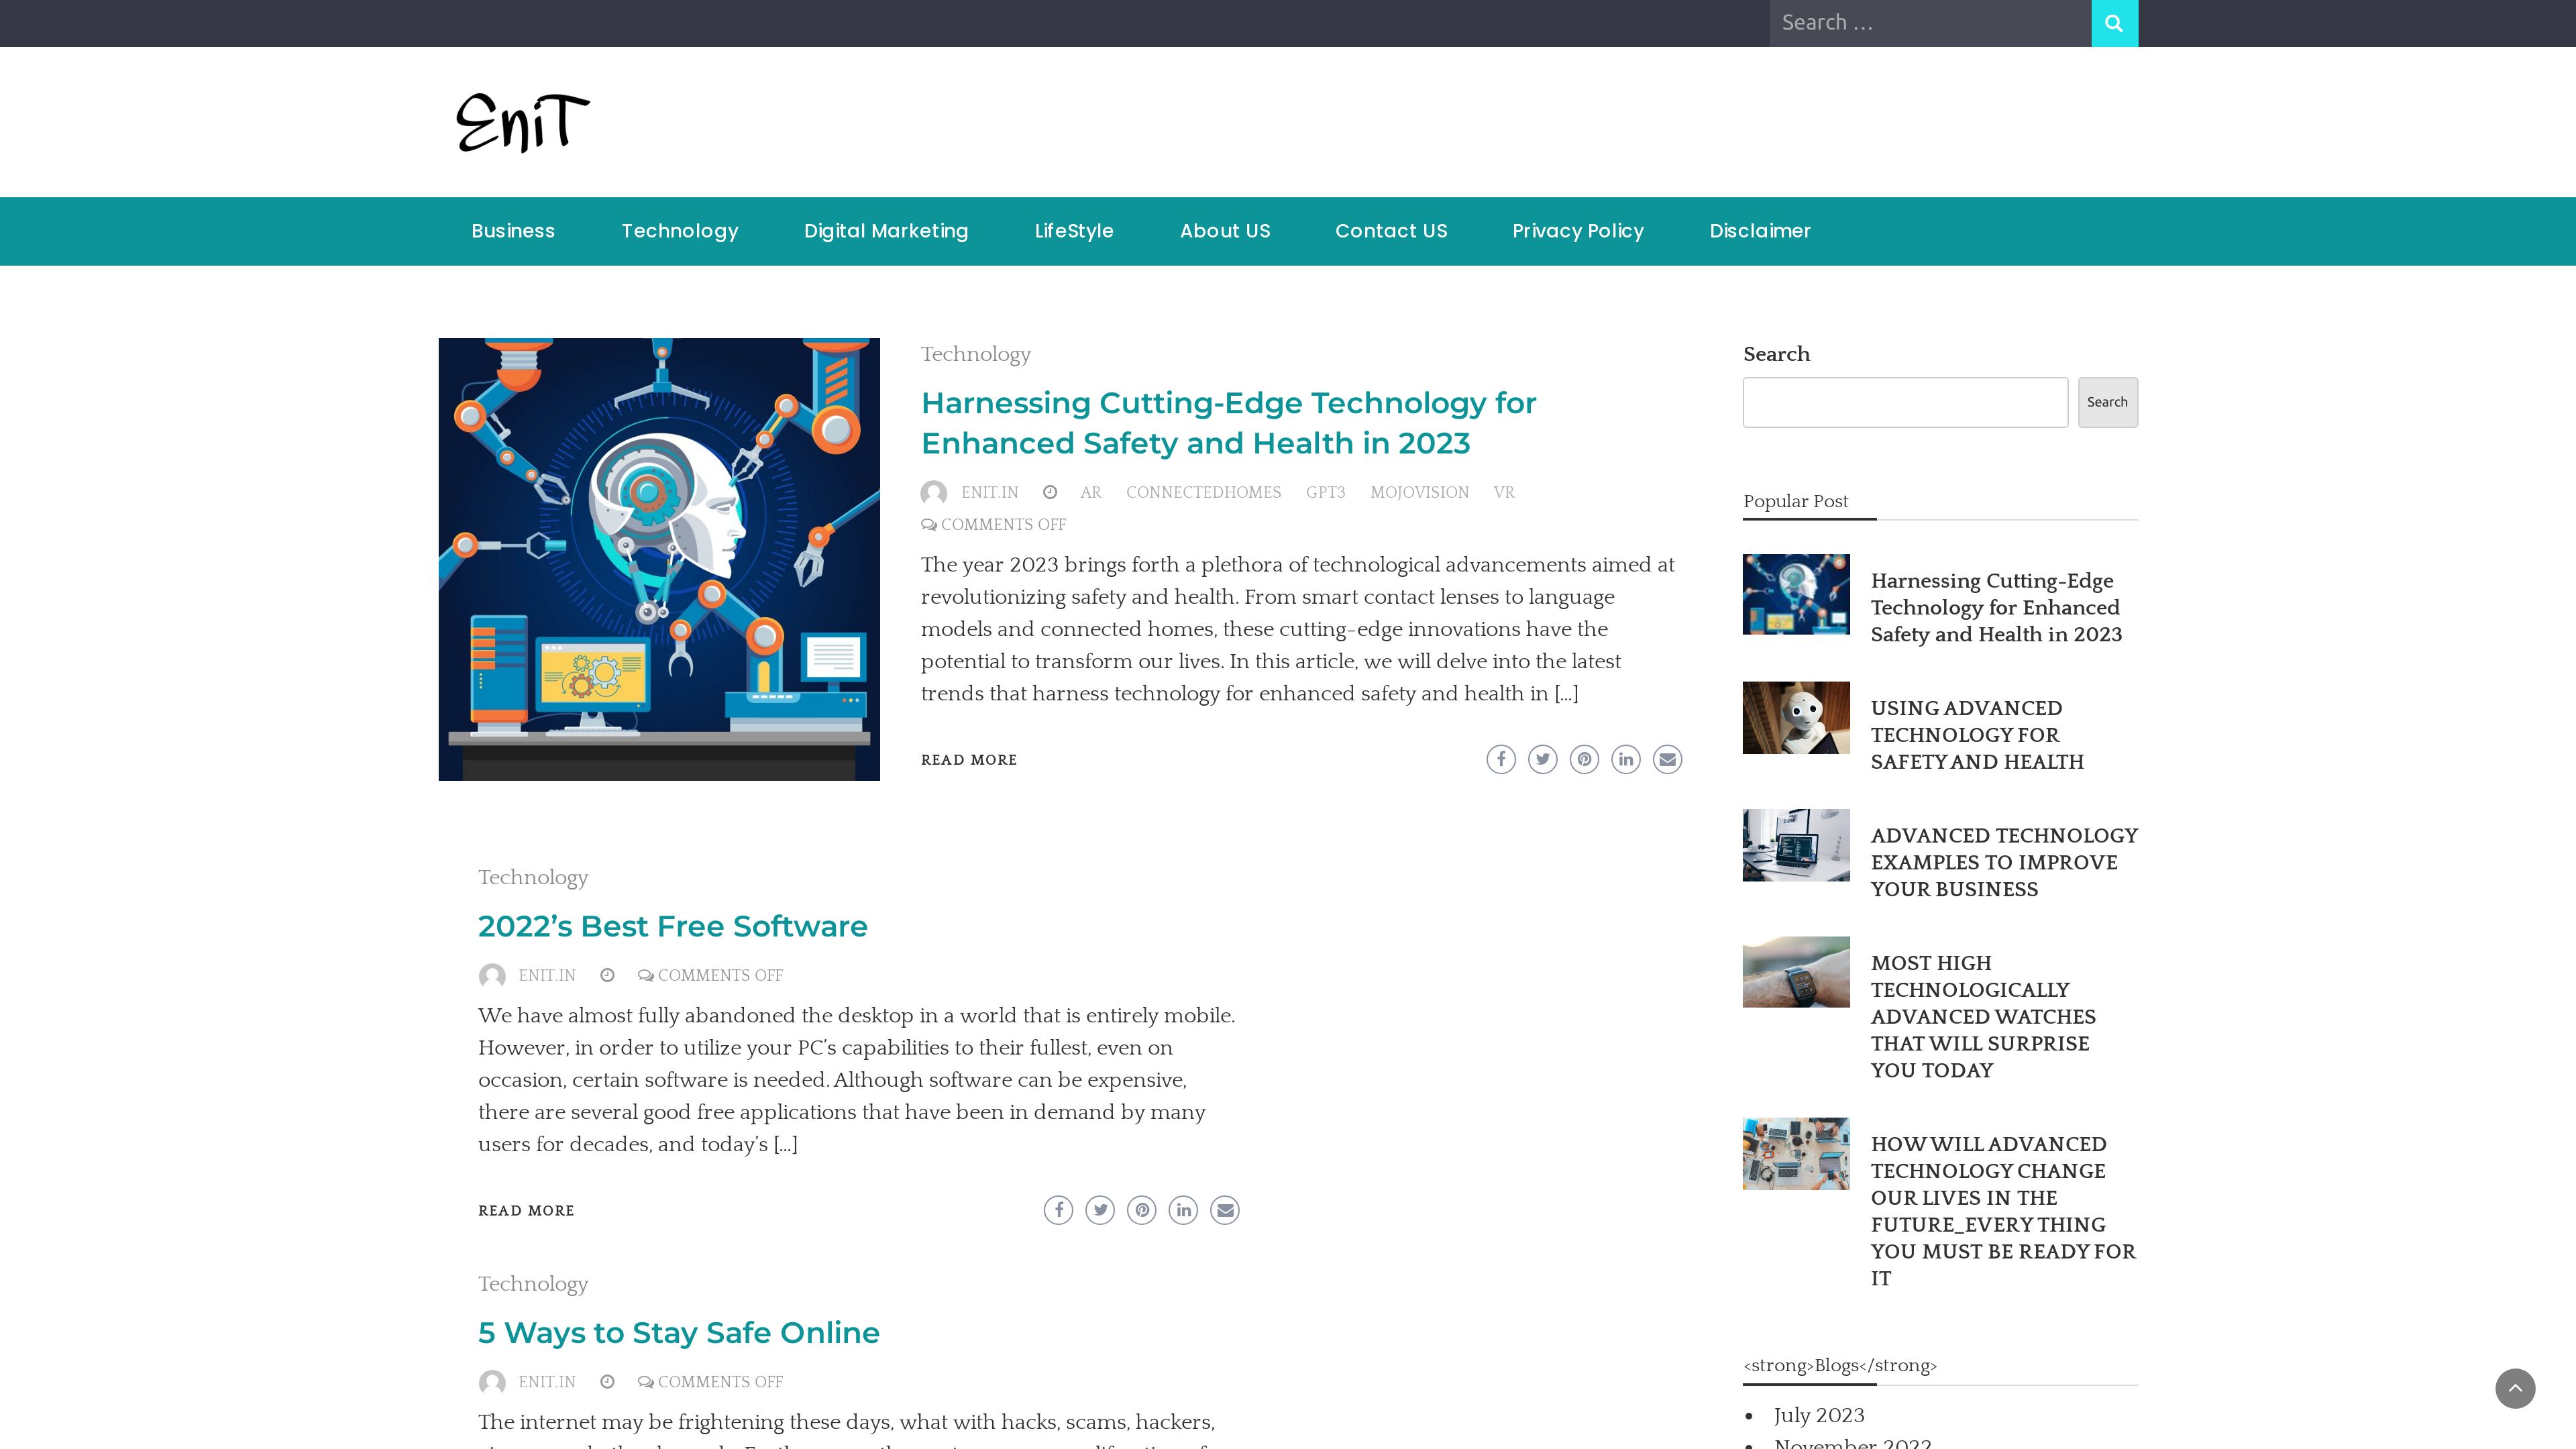 Search …
EniT
Business Technology Digital Marketing LifeStyle About US Contact US Privacy Policy Disclaimer
Technology
Harnessing Cutting-Edge Technology for
Enhanced Safety and Health in 2023
ENIT.IN AR CONNECTEDHOMES GPT3 MOJOVISION VR
COMMENTS OFF
The year 2023 brings forth a plethora of technological advancements aimed at
revolutionizing safety and health. From smart contact lenses to language
models and connected homes, these cutting-edge innovations have the
potential to transform our lives. In this article, we will delve into the latest
trends that harness technology for enhanced safety and health in [...]
READ MORE
Technology
2022’s Best Free Software
ENIT.IN COMMENTS OFF
We have almost fully abandoned the desktop in a world that is entirely mobile.
However, in order to utilize your PC’s capabilities to their fullest, even on
occasion, certain software is needed. Although software can be expensive,
there are several good free applications that have been in demand by many
users for decades, and today’s [...]
READ MORE
Technology
5 Ways to Stay Safe Online
ENIT.IN COMMENTS OFF
The internet may be frightening these days, what with hacks, scams, hackers,
Search
Search
Popular Post
Harnessing Cutting-Edge
Technology for Enhanced
Safety and Health in 2023
USING ADVANCED
TECHNOLOGY FOR
SAFETY AND HEALTH
ADVANCED TECHNOLOGY
EXAMPLES TO IMPROVE
YOUR BUSINESS
MOST HIGH
TECHNOLOGICALLY
ADVANCED WATCHES
THAT WILL SURPRISE
YOU TODAY
HOW WILL ADVANCED
TECHNOLOGY CHANGE
OUR LIVES IN THE
FUTURE_EVERY THING
YOU MUST BE READY FOR
IT
<strong>Blogs</strong>
July 2023
November 2022